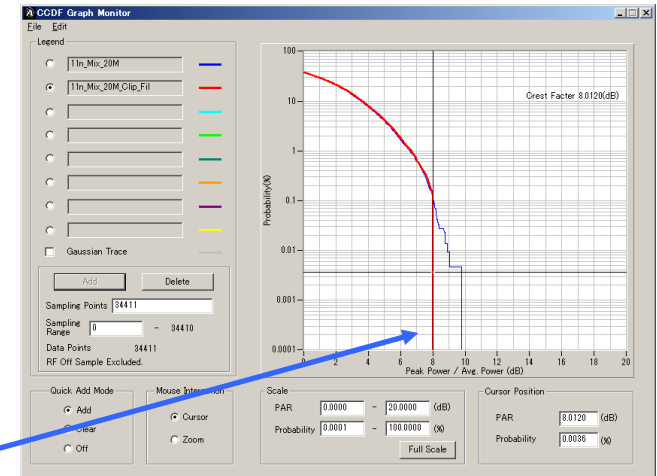 CCDF Graph Monitor
File Edit
Legend
11n_Mix_20M
11n_Mix_20M_Clip_Fil
Gaussian Trace
Add Delete
Sampling Points 34411
Sampling Range 0 - 34410
Data Points 34411
RF Off Sample Excluded.
Quick Add Mode
Add
Clear
Off
Mouse Interaction
Cursor
Zoom
Crest Factor 8.0120(dB)
Probability(%)
100
10
1
0.1
0.01
0.001
0.0001
0 2 4 6 8 10 12 14 16 18 20
Peak Power / Avg. Power (dB)
Scale
PAR 0.0000 - 20.0000 (dB)
Probability 0.0001 - 100.0000 (%)
Full Scale
Cursor Position
PAR 8.0120 (dB)
Probability 0.0036 (%)